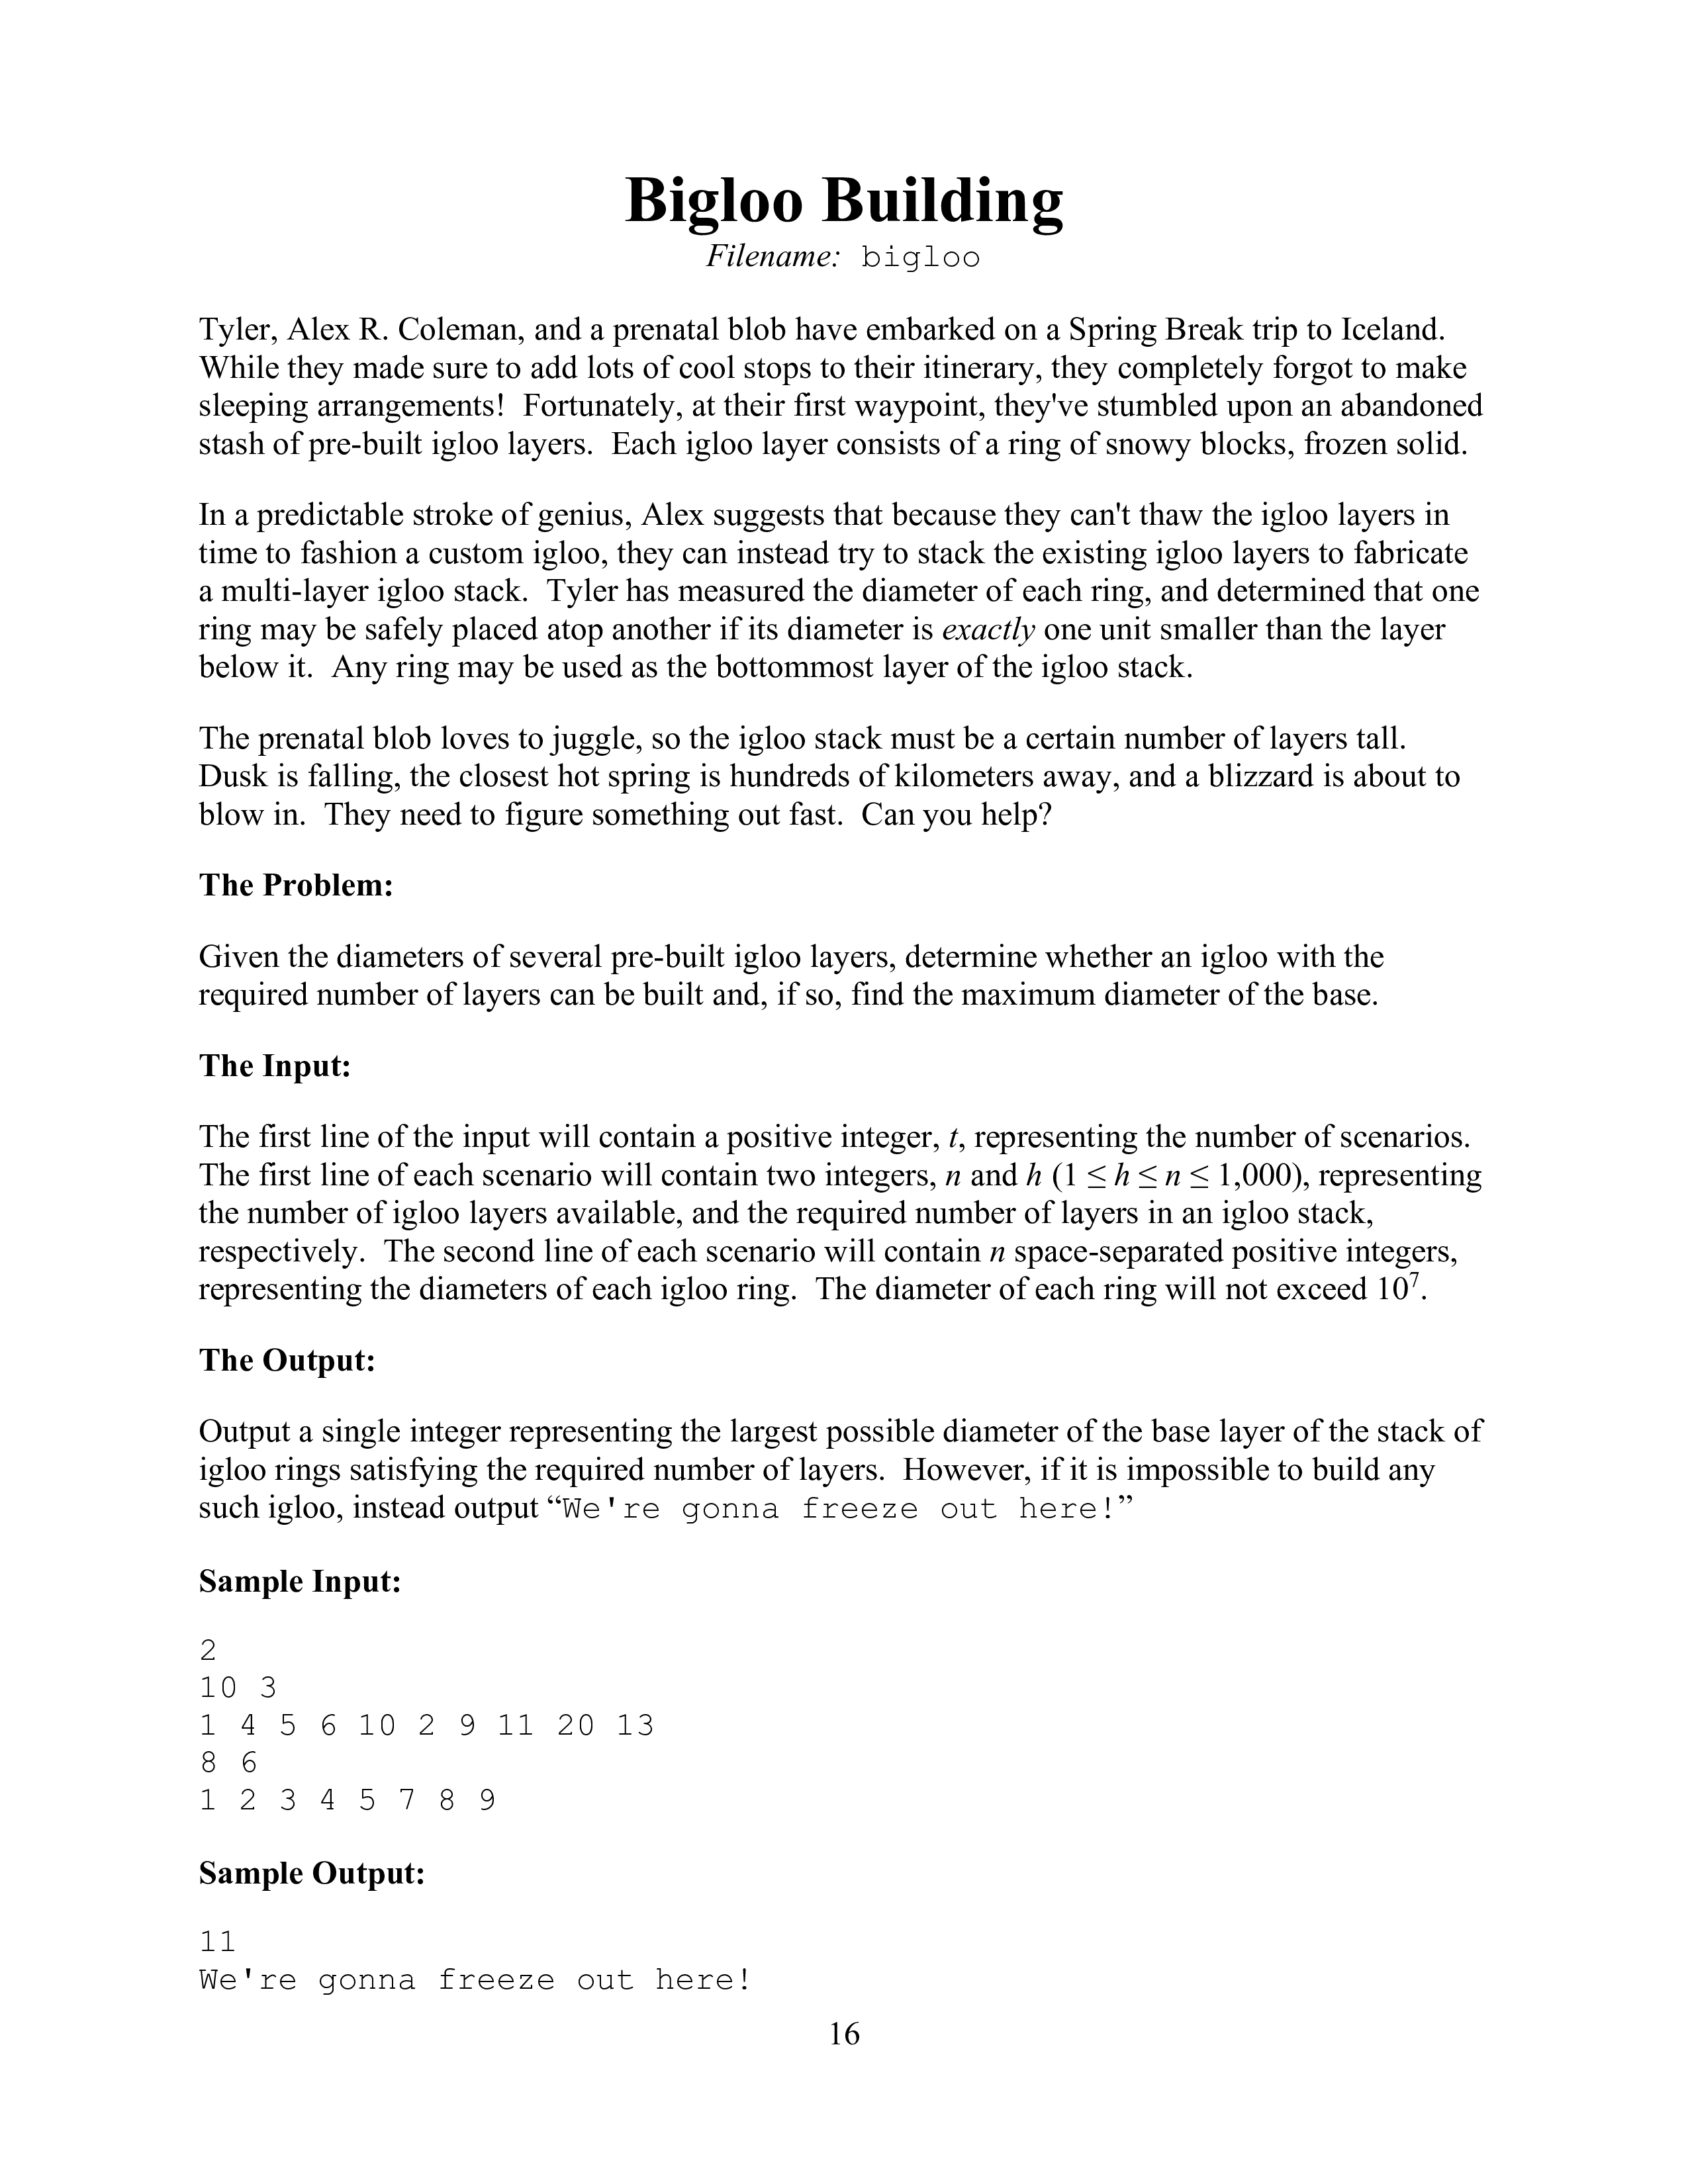 Bigloo Building
Filename: bigloo
Tyler, Alex R. Coleman, and a prenatal blob have embarked on a Spring Break trip to Iceland.
While they made sure to add lots of cool stops to their itinerary, they completely forgot to make
sleeping arrangements!  Fortunately, at their first waypoint, they've stumbled upon an abandoned
stash of pre-built igloo layers.  Each igloo layer consists of a ring of snowy blocks, frozen solid.
In a predictable stroke of genius, Alex suggests that because they can't thaw the igloo layers in
time to fashion a custom igloo, they can instead try to stack the existing igloo layers to fabricate
a multi-layer igloo stack.  Tyler has measured the diameter of each ring, and determined that one
ring may be safely placed atop another if its diameter is exactly one unit smaller than the layer
below it.  Any ring may be used as the bottommost layer of the igloo stack.
The prenatal blob loves to juggle, so the igloo stack must be a certain number of layers tall.
Dusk is falling, the closest hot spring is hundreds of kilometers away, and a blizzard is about to
blow in.  They need to figure something out fast.  Can you help?
The Problem:
Given the diameters of several pre-built igloo layers, determine whether an igloo with the
required number of layers can be built and, if so, find the maximum diameter of the base.
The Input:
The first line of the input will contain a positive integer, t, representing the number of scenarios.
The first line of each scenario will contain two integers, n and h (1 ≤ h ≤ n ≤ 1,000), representing
the number of igloo layers available, and the required number of layers in an igloo stack,
respectively.  The second line of each scenario will contain n space-separated positive integers,
representing the diameters of each igloo ring.  The diameter of each ring will not exceed 10⁷.
The Output:
Output a single integer representing the largest possible diameter of the base layer of the stack of
igloo rings satisfying the required number of layers.  However, if it is impossible to build any
such igloo, instead output “We're gonna freeze out here!”
Sample Input:
2
10 3
1 4 5 6 10 2 9 11 20 13
8 6
1 2 3 4 5 7 8 9
Sample Output:
11
We're gonna freeze out here!
16